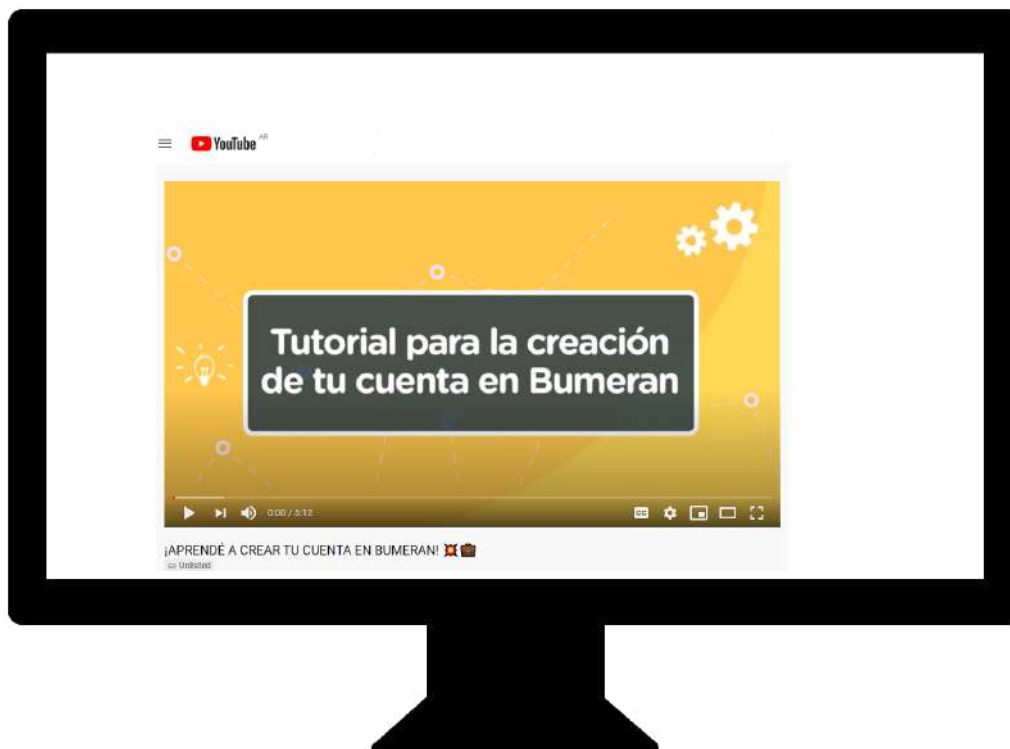 YouTube AR
Tutorial para la creación
de tu cuenta en Bumeran
0:00 / 5:12
CC
¡APRENDÉ A CREAR TU CUENTA EN BUMERAN! 💥💼
Unlisted